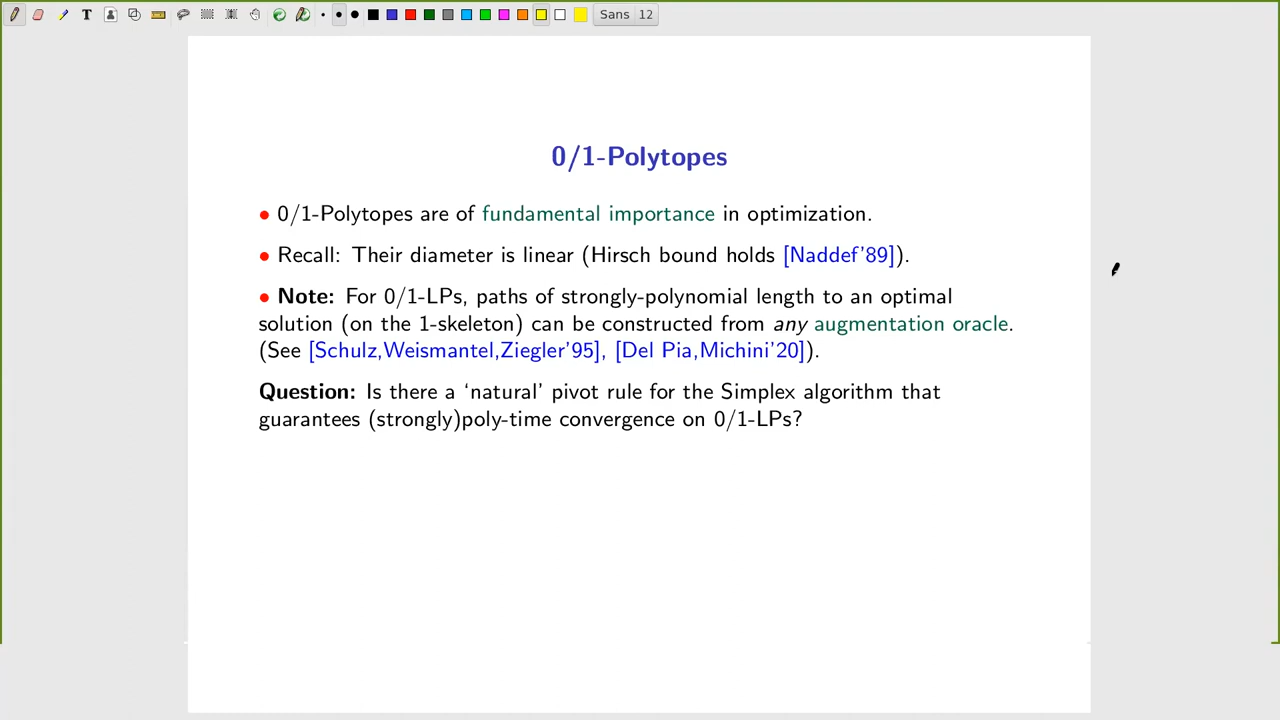 Sans 12
0/1-Polytopes
• 0/1-Polytopes are of fundamental importance in optimization.
• Recall: Their diameter is linear (Hirsch bound holds [Naddef'89]).
• Note: For 0/1-LPs, paths of strongly-polynomial length to an optimal
solution (on the 1-skeleton) can be constructed from any augmentation oracle.
(See [Schulz,Weismantel,Ziegler'95], [Del Pia,Michini'20]).
Question: Is there a ‘natural’ pivot rule for the Simplex algorithm that
guarantees (strongly)poly-time convergence on 0/1-LPs?